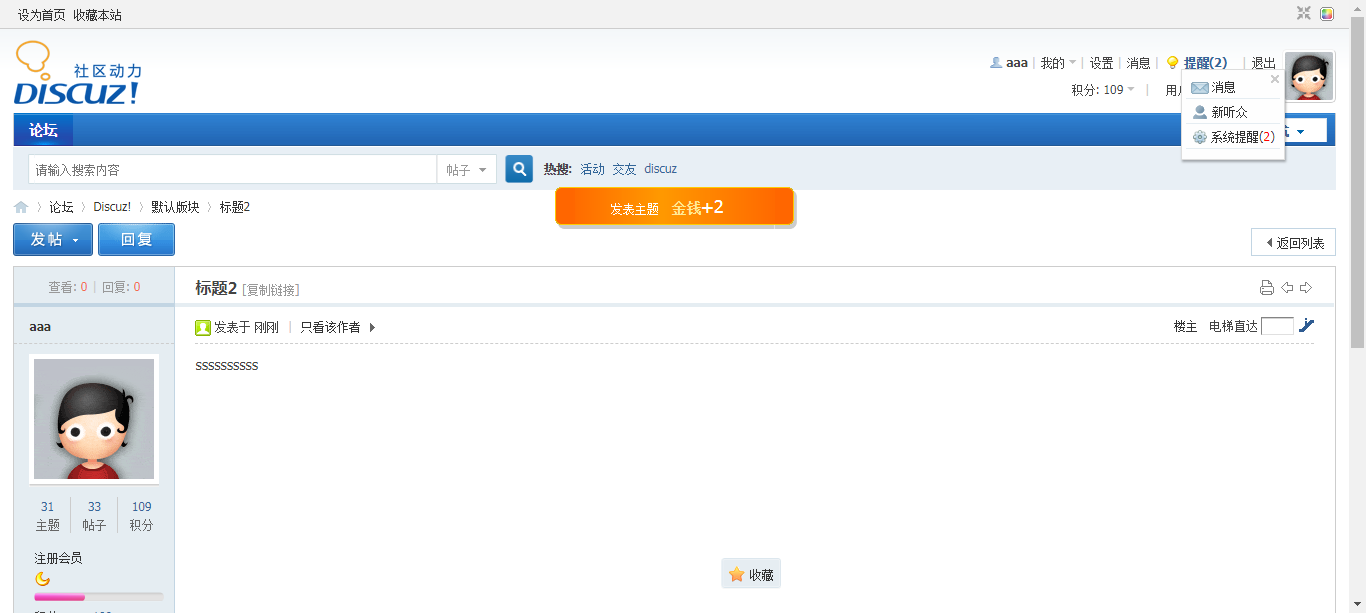 设为首页 收藏本站
社区动力
DISCUZ!
aaa 我的 设置 消息 提醒(2) 退出
积分: 109 用
消息
新听众
系统提醒(2)
论坛
请输入搜索内容 帖子 热搜: 活动 交友 discuz
发表主题 金钱+2
论坛 Discuz! 默认版块 标题2
发帖 回复 返回列表
查看: 0 回复: 0
标题2 [复制链接]
aaa
发表于 刚刚 只看该作者 楼主 电梯直达
ssssssssss
31 33 109
主题 帖子 积分
注册会员
收藏